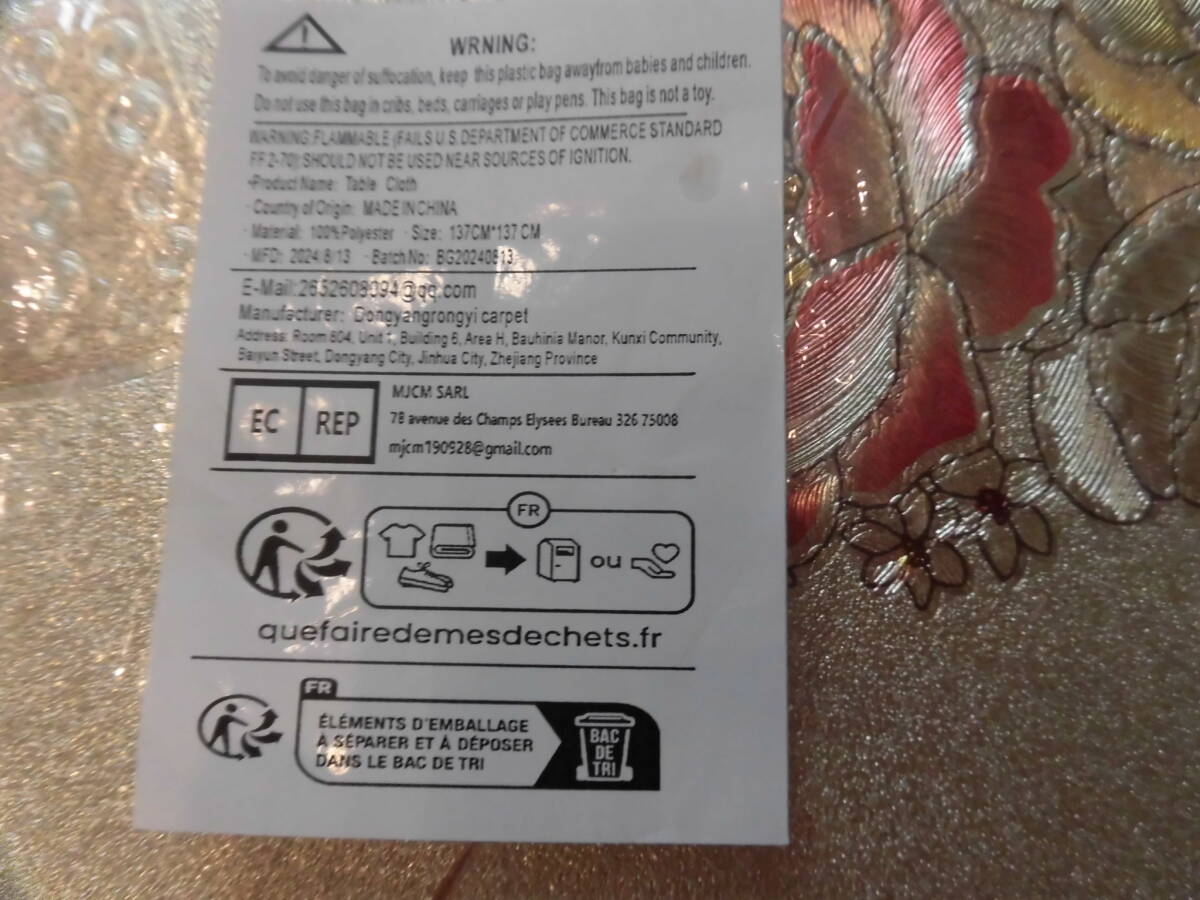 WRNING:
To avoid danger of suffocation, keep this plastic bag awayfrom babies and children.
Do not use this bag in cribs, beds, carriages or play pens. This bag is not a toy.
WARNING:FLAMMABLE (FAILS U.S.DEPARTMENT OF COMMERCE STANDARD
FF 2-70):SHOULD NOT BE USED NEAR SOURCES OF IGNITION.
·Product Name: Table Cloth
· Country of Origin: MADE IN CHINA
· Material: 100%Polyester · Size: 137CM*137 CM
· MFD: 2024/8/13 · Batch No: BG20240813
E-Mail:2652608094@qq.com
Manufacturer: Dongyangrongyi carpet
Address: Room 804, Unit 1, Building 6, Area H, Bauhinia Manor, Kunxi Community,
Baiyun Street, Dongyang City, Jinhua City, Zhejiang Province
EC REP
MJCM SARL
78 avenue des Champs Elysees Bureau 326 75008
mjcm190928@gmail.com
FR
ou
quefairedemesdechets.fr
FR
ÉLÉMENTS D'EMBALLAGE
À SÉPARER ET À DÉPOSER
DANS LE BAC DE TRI
BAC
DE
TRI